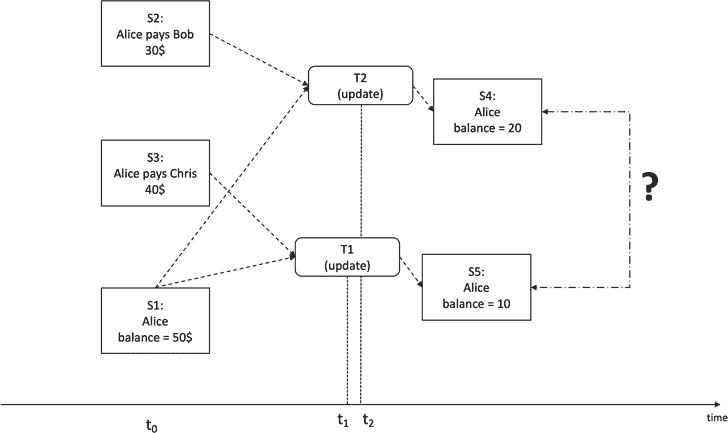 S2:
Alice pays Bob
30$
T2
(update)
S4:
Alice
balance = 20
S3:
Alice pays Chris
40$
?
T1
(update)
S5:
Alice
balance = 10
S1:
Alice
balance = 50$
t0
t1
t2
time